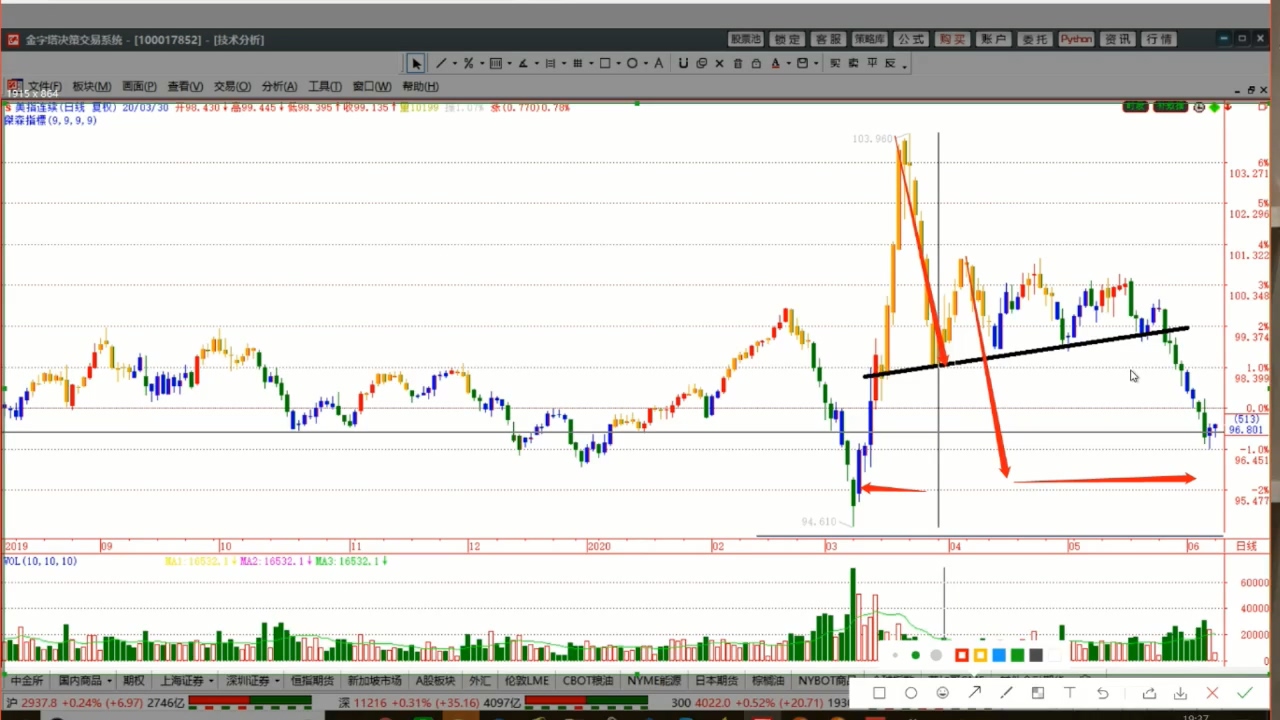 金字塔决策交易系统 - [100017852] - [技术分析]
股票池 锁定 客服 策略库 公式 购买 账户 委托 Python 资讯 行情
买 卖 平 反
文件(F) 板块(M) 画面(P) 查看(V) 交易(O) 分析(A) 工具(T) 窗口(W) 帮助(H)
1915 x 864
美指连续(日线 复权) 20/03/30 开98.430↓高99.445↓低98.395↑收99.135↑量10199 振1.07% 涨(0.770)0.78%
傑森指標(9,9,9,9)
103.960
6%
103.271
5%
102.296
4%
101.322
3%
100.348
2%
99.374
1.0%
98.399
0.0%
(513)
96.801
-1.0%
96.451
-2%
95.477
94.610
2019 09 10 11 12 2020 02 03 04 05 06 日线
VOL(10,10,10) MA1:16532.1↓ MA2:16532.1↓ MA3:16532.1↓
60000
40000
20000
0
中金所 国内商品 期权 上海证券 深圳证券 恒指期货 新加坡市场 A股板块 外汇 伦敦LME CBOT粮油 NYME能源 日本期货 棕榈油 NYBOT商
沪 2937.8 +0.24% (+6.97) 2746亿 深 11216 +0.31% (+35.16) 4097亿 300 4022.0 +0.52% (+20.71)
19:27